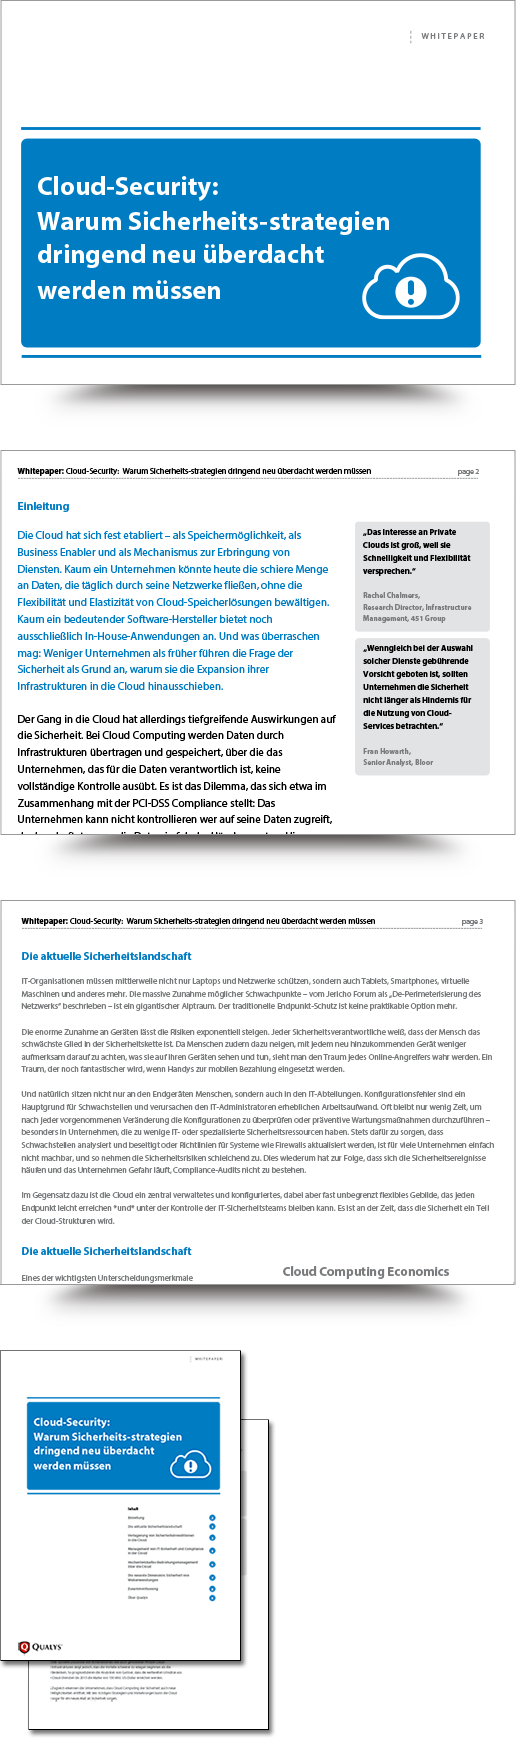 WHITEPAPER
Cloud-Security:
Warum Sicherheits-strategien
dringend neu überdacht
werden müssen
Whitepaper: Cloud-Security: Warum Sicherheits-strategien dringend neu überdacht werden müssen page 2
Einleitung
Die Cloud hat sich fest etabliert – als Speichermöglichkeit, als
Business Enabler und als Mechanismus zur Erbringung von
Diensten. Kaum ein Unternehmen könnte heute die schiere Menge
an Daten, die täglich durch seine Netzwerke fließen, ohne die
Flexibilität und Elastizität von Cloud-Speicherlösungen bewältigen.
Kaum ein bedeutender Software-Hersteller bietet noch
ausschließlich In-House-Anwendungen an. Und was überraschen
mag: Weniger Unternehmen als früher führen die Frage der
Sicherheit als Grund an, warum sie die Expansion ihrer
Infrastrukturen in die Cloud hinausschieben.
Der Gang in die Cloud hat allerdings tiefgreifende Auswirkungen auf
die Sicherheit. Bei Cloud Computing werden Daten durch
Infrastrukturen übertragen und gespeichert, über die das
Unternehmen, das für die Daten verantwortlich ist, keine
vollständige Kontrolle ausübt. Es ist das Dilemma, das sich etwa im
Zusammenhang mit der PCI-DSS Compliance stellt: Das
Unternehmen kann nicht kontrollieren wer auf seine Daten zugreift,
„Das Interesse an Private
Clouds ist groß, weil sie
Schnelligkeit und Flexibilität
versprechen.“
Rachel Chalmers,
Research Director, Infrastructure
Management, 451 Group
„Wenngleich bei der Auswahl
solcher Dienste gebührende
Vorsicht geboten ist, sollten
Unternehmen die Sicherheit
nicht länger als Hindernis für
die Nutzung von Cloud-
Services betrachten.“
Fran Howarth,
Senior Analyst, Bloor
Whitepaper: Cloud-Security: Warum Sicherheits-strategien dringend neu überdacht werden müssen page 3
Die aktuelle Sicherheitslandschaft
IT-Organisationen müssen mittlerweile nicht nur Laptops und Netzwerke schützen, sondern auch Tablets, Smartphones, virtuelle
Maschinen und anderes mehr. Die massive Zunahme möglicher Schwachpunkte – vom Jericho Forum als „De-Perimeterisierung des
Netzwerks“ beschrieben – ist ein gigantischer Alptraum. Der traditionelle Endpunkt-Schutz ist keine praktikable Option mehr.
Die enorme Zunahme an Geräten lässt die Risiken exponentiell steigen. Jeder Sicherheitsverantwortliche weiß, dass der Mensch das
schwächste Glied in der Sicherheitskette ist. Da Menschen zudem dazu neigen, mit jedem neu hinzukommenden Gerät weniger
aufmerksam darauf zu achten, was sie auf ihren Geräten sehen und tun, sieht man den Traum jedes Online-Angreifers wahr werden. Ein
Traum, der noch fantastischer wird, wenn Handys zur mobilen Bezahlung eingesetzt werden.
Und natürlich sitzen nicht nur an den Endgeräten Menschen, sondern auch in den IT-Abteilungen. Konfigurationsfehler sind ein
Hauptgrund für Schwachstellen und verursachen den IT-Administratoren erheblichen Arbeitsaufwand. Oft bleibt nur wenig Zeit, um
nach jeder vorgenommenen Veränderung die Konfigurationen zu überprüfen oder präventive Wartungsmaßnahmen durchzuführen –
besonders in Unternehmen, die zu wenige IT- oder spezialisierte Sicherheitsressourcen haben. Stets dafür zu sorgen, dass
Schwachstellen analysiert und beseitigt oder Richtlinien für Systeme wie Firewalls aktualisiert werden, ist für viele Unternehmen einfach
nicht machbar, und so nehmen die Sicherheitsrisiken schleichend zu. Dies wiederum hat zur Folge, dass sich die Sicherheitsereignisse
häufen und das Unternehmen Gefahr läuft, Compliance-Audits nicht zu bestehen.
Im Gegensatz dazu ist die Cloud ein zentral verwaltetes und konfiguriertes, dabei aber fast unbegrenzt flexibles Gebilde, das jeden
Endpunkt leicht erreichen *und* unter der Kontrolle der IT-Sicherheitsteams bleiben kann. Es ist an der Zeit, dass die Sicherheit ein Teil
der Cloud-Strukturen wird.
Die aktuelle Sicherheitslandschaft
Eines der wichtigsten Unterscheidungsmerkmale
Cloud Computing Economics
WHITEPAPER
Cloud-Security:
Warum Sicherheits-strategien
dringend neu überdacht
werden müssen
Inhalt
Einleitung
Die aktuelle Sicherheitslandschaft
Zusammenfassung
Über Qualys
QUALYS